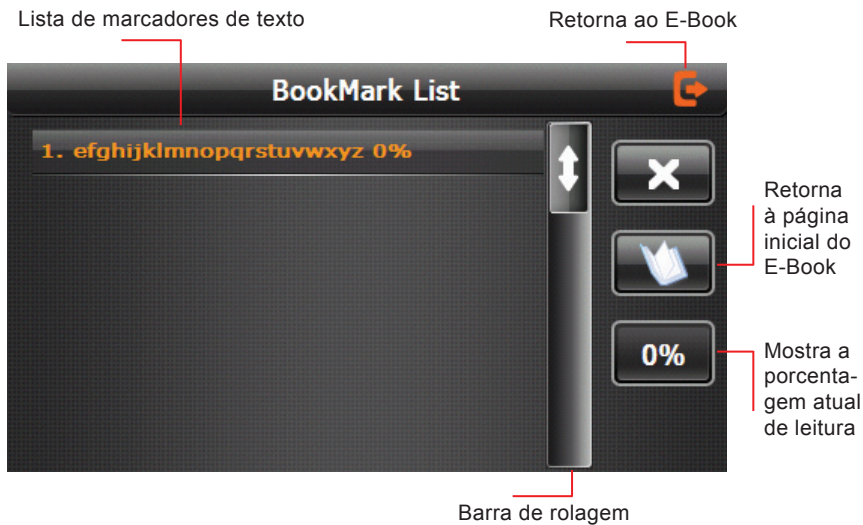 Lista de marcadores de texto
Retorna ao E-Book
BookMark List
1. efghijklmnopqrstuvwxyz 0%
Retorna
à página
inicial do
E-Book
0%
Mostra a
porcenta-
gem atual
de leitura
Barra de rolagem